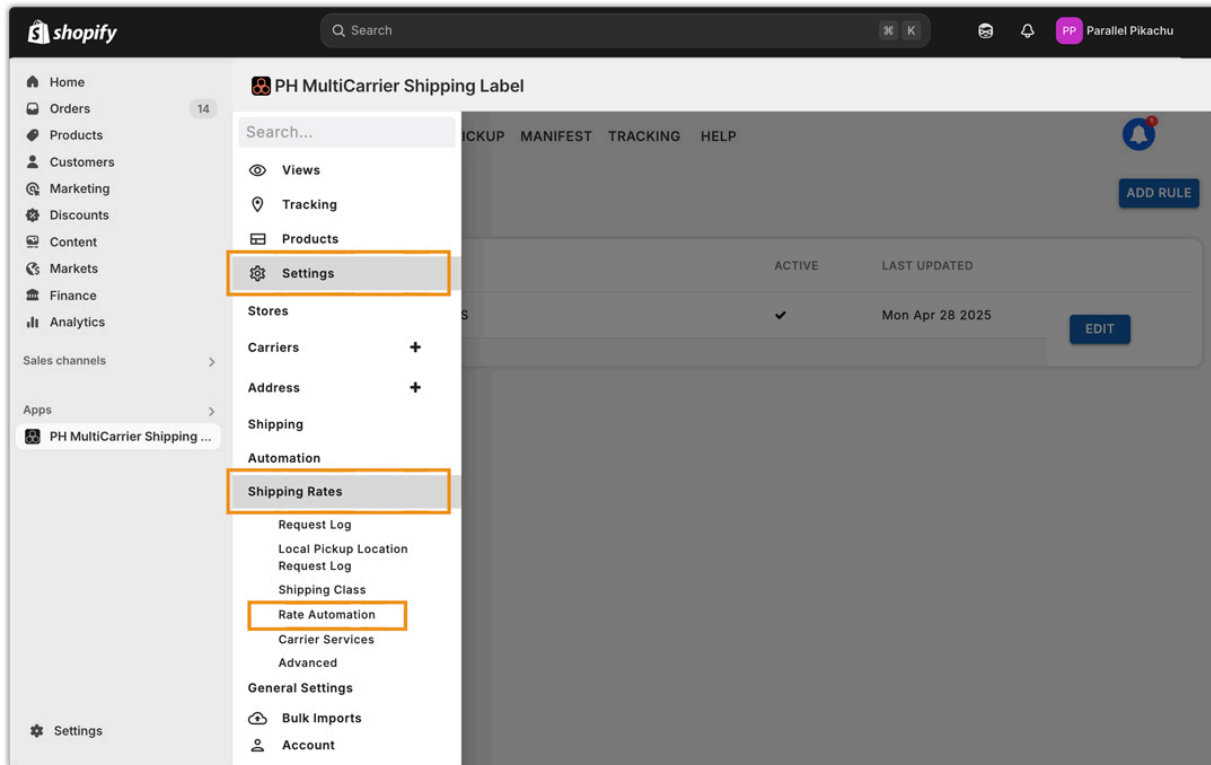 shopify
Search
⌘ K
PP Parallel Pikachu
Home
Orders 14
Products
Customers
Marketing
Discounts
Content
Markets
Finance
Analytics
Sales channels
Apps
PH MultiCarrier Shipping ...
Settings
PH MultiCarrier Shipping Label
Search...
Views
Tracking
Products
Settings
Stores
Carriers +
Address +
Shipping
Automation
Shipping Rates
Request Log
Local Pickup Location
Request Log
Shipping Class
Rate Automation
Carrier Services
Advanced
General Settings
Bulk Imports
Account
ICKUP MANIFEST TRACKING HELP
1
ADD RULE
ACTIVE LAST UPDATED
S Mon Apr 28 2025
EDIT